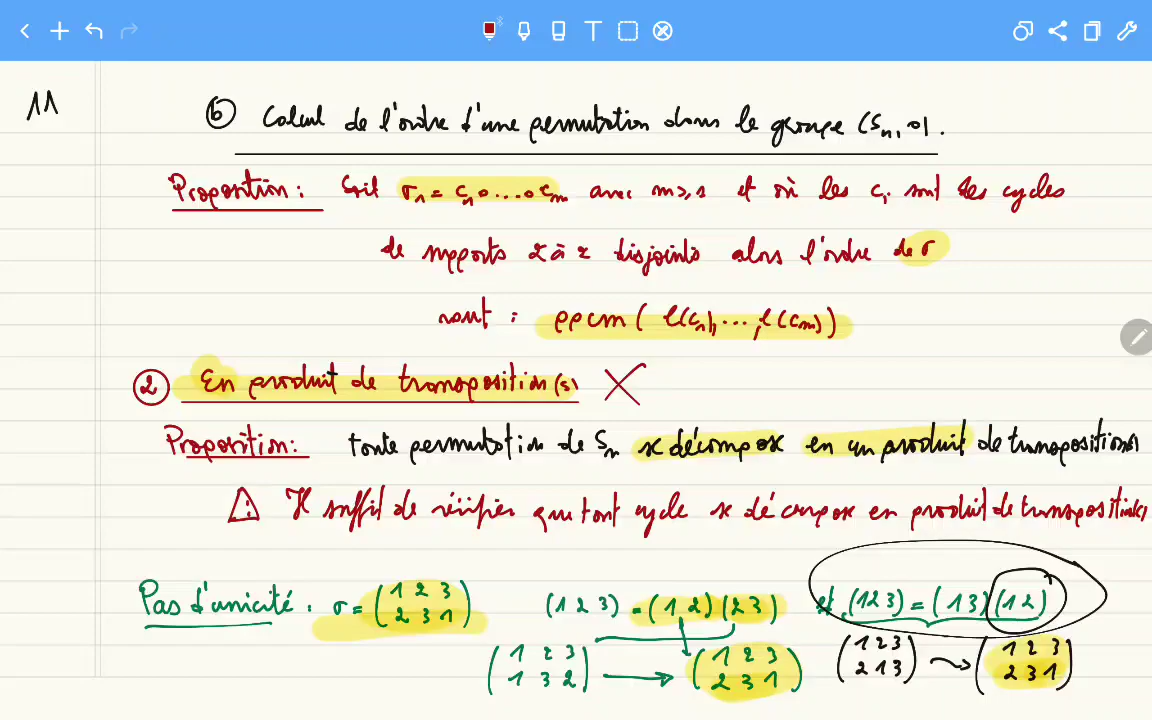 11
ⓑ Calcul de l'ordre d'une permutation dans le groupe (Sn, o).
Proposition : Soit σn = c1 o ... o cm avec m ≥ 1 et où les ci sont des cycles
de supports 2 à 2 disjoints alors l'ordre de σ
vaut : ppcm( l(c1), ..., l(cm))
② En produit de transposition(s)
Proposition : toute permutation de Sn se décompose en un produit de transpositions
⚠ Il suffit de vérifier que tout cycle se décompose en produit de transpositions
Pas d'unicité : σ = (1 2 3 / 2 3 1) (1 2 3) = (1 2) (2 3) et (1 2 3) = (1 3) (1 2)
(1 2 3 / 1 3 2) → (1 2 3 / 2 3 1) (1 2 3 / 2 1 3) → (1 2 3 / 2 3 1)